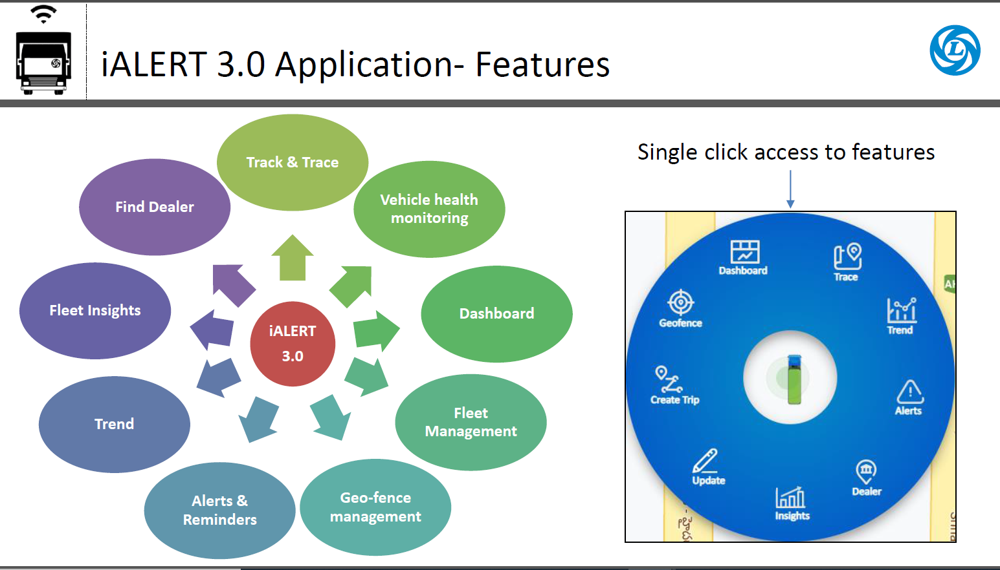 iALERT 3.0 Application- Features
L
Track & Trace
Find Dealer
Vehicle health
monitoring
Fleet Insights
Dashboard
iALERT
3.0
Trend
Fleet
Management
Alerts &
Reminders
Geo-fence
management
Single click access to features
Dashboard
Trace
Geofence
Trend
Create Trip
Alerts
Update
Dealer
Insights